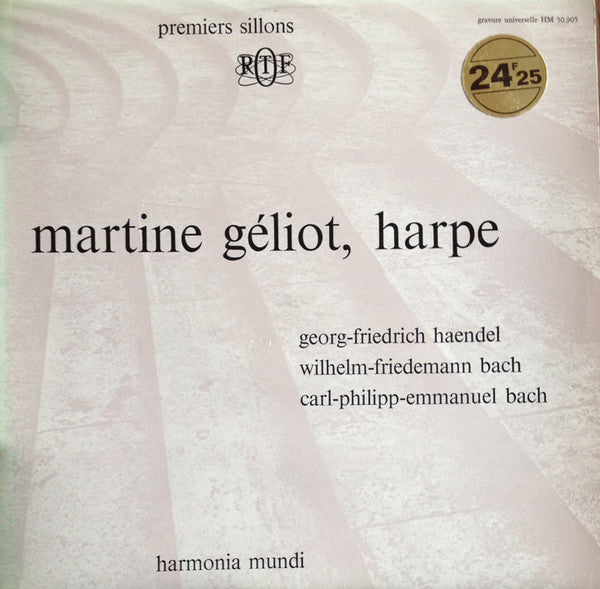 premiers sillons
gravure universelle HM 30.905
ORTF
24F25
martine géliot, harpe
georg-friedrich haendel
wilhelm-friedemann bach
carl-philipp-emmanuel bach
harmonia mundi